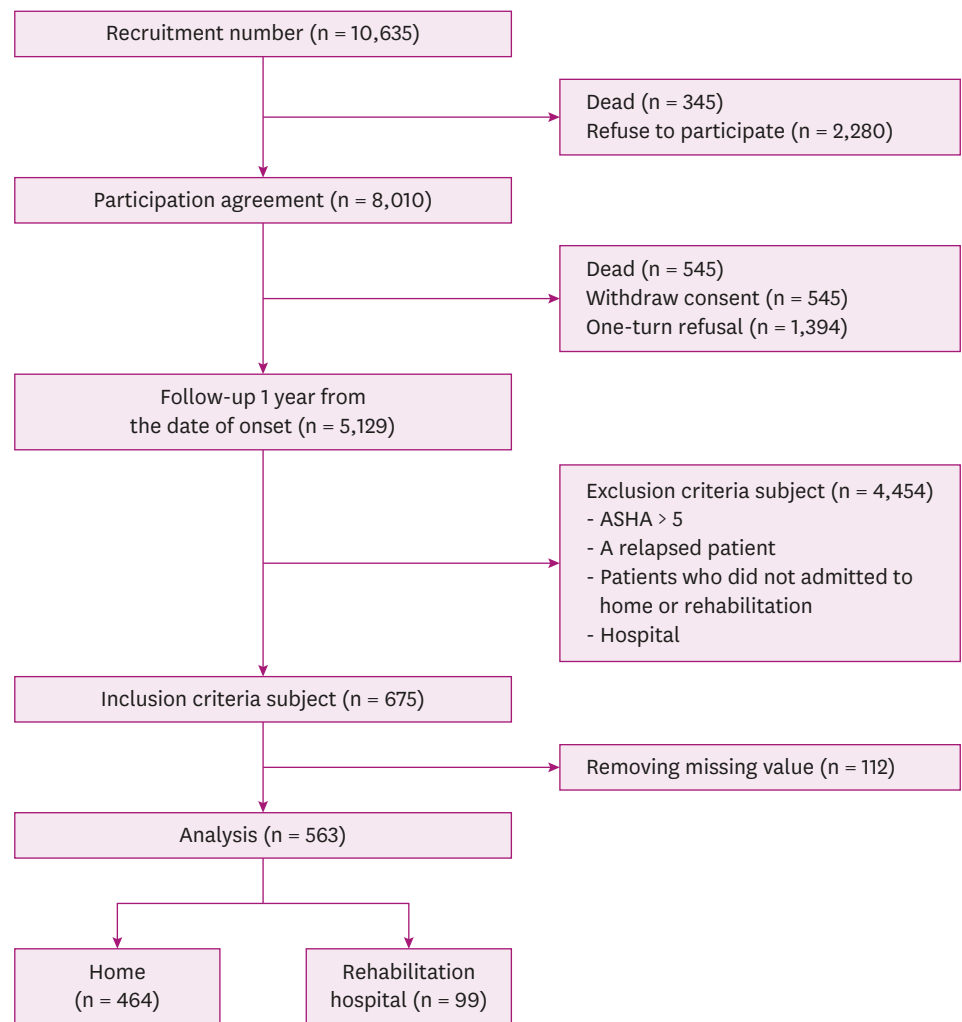 Recruitment number (n = 10,635)
Dead (n = 345)
Refuse to participate (n = 2,280)
Participation agreement (n = 8,010)
Dead (n = 545)
Withdraw consent (n = 545)
One-turn refusal (n = 1,394)
Follow-up 1 year from
the date of onset (n = 5,129)
Exclusion criteria subject (n = 4,454)
- ASHA > 5
- A relapsed patient
- Patients who did not admitted to
home or rehabilitation
- Hospital
Inclusion criteria subject (n = 675)
Removing missing value (n = 112)
Analysis (n = 563)
Home
(n = 464)
Rehabilitation
hospital (n = 99)